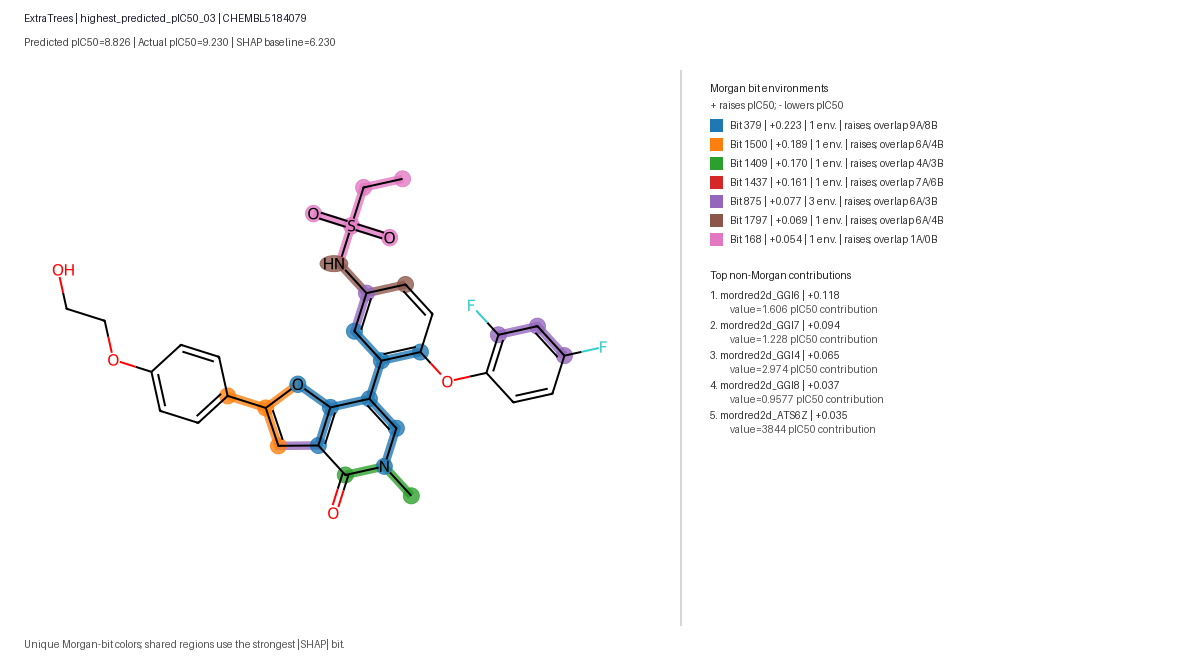 ExtraTrees | highest_predicted_pIC50_03 | CHEMBL5184079
Predicted pIC50=8.826 | Actual pIC50=9.230 | SHAP baseline=6.230
Morgan bit environments
+ raises pIC50; - lowers pIC50
Bit 379 | +0.223 | 1 env. | raises; overlap 9A/8B
Bit 1500 | +0.189 | 1 env. | raises; overlap 6A/4B
Bit 1409 | +0.170 | 1 env. | raises; overlap 4A/3B
Bit 1437 | +0.161 | 1 env. | raises; overlap 7A/6B
Bit 875 | +0.077 | 3 env. | raises; overlap 6A/3B
Bit 1797 | +0.069 | 1 env. | raises; overlap 6A/4B
Bit 168 | +0.054 | 1 env. | raises; overlap 1A/0B
Top non-Morgan contributions
1. mordred2d_GGI6 | +0.118
value=1.606 pIC50 contribution
2. mordred2d_GGI7 | +0.094
value=1.228 pIC50 contribution
3. mordred2d_GGI4 | +0.065
value=2.974 pIC50 contribution
4. mordred2d_GGI8 | +0.037
value=0.9577 pIC50 contribution
5. mordred2d_ATS6Z | +0.035
value=3844 pIC50 contribution
O
S
O
HN
OH
F
F
O
O
O
N
O
Unique Morgan-bit colors; shared regions use the strongest |SHAP| bit.